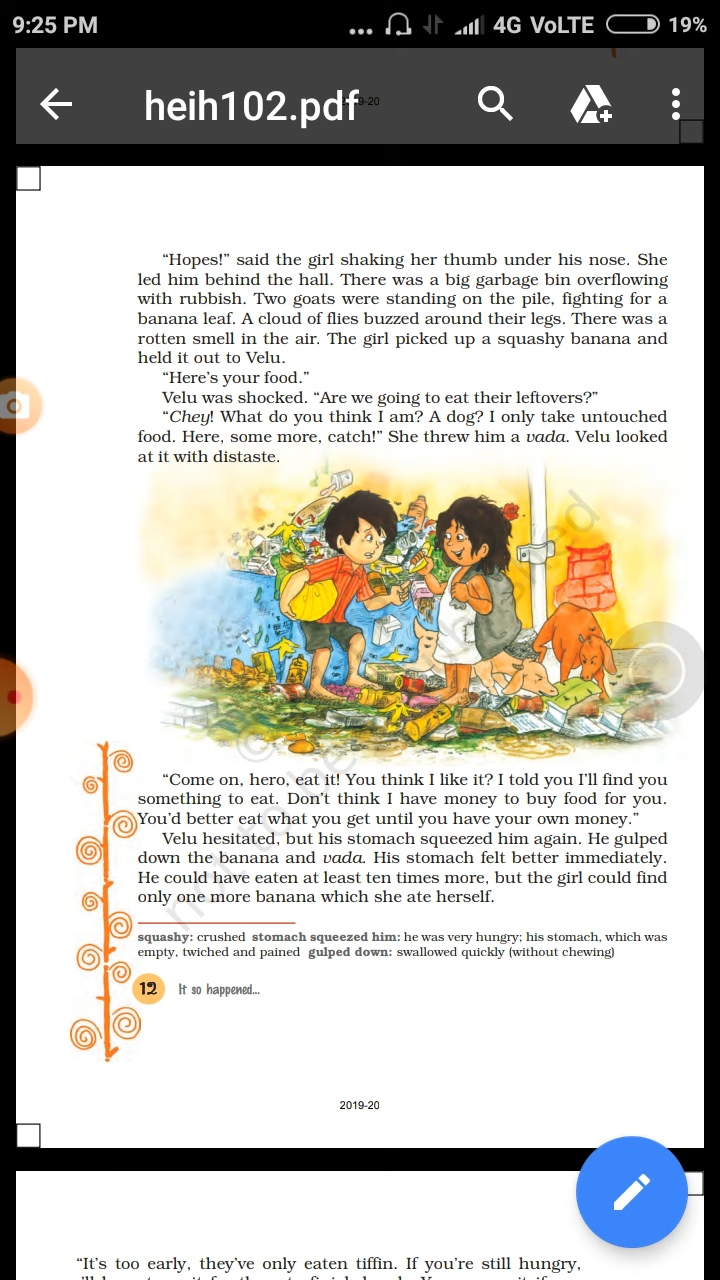 9:25 PM ... 4G VoLTE 19%
heih102.pdf
“Hopes!” said the girl shaking her thumb under his nose. She
led him behind the hall. There was a big garbage bin overflowing
with rubbish. Two goats were standing on the pile, fighting for a
banana leaf. A cloud of flies buzzed around their legs. There was a
rotten smell in the air. The girl picked up a squashy banana and
held it out to Velu.
“Here’s your food.”
Velu was shocked. “Are we going to eat their leftovers?”
“Chey! What do you think I am? A dog? I only take untouched
food. Here, some more, catch!” She threw him a vada. Velu looked
at it with distaste.
© not to be
“Come on, hero, eat it! You think I like it? I told you I’ll find you
something to eat. Don’t think I have money to buy food for you.
You’d better eat what you get until you have your own money.”
Velu hesitated, but his stomach squeezed him again. He gulped
down the banana and vada. His stomach felt better immediately.
He could have eaten at least ten times more, but the girl could find
only one more banana which she ate herself.
squashy: crushed stomach squeezed him: he was very hungry; his stomach, which was
empty, twiched and pained gulped down: swallowed quickly (without chewing)
12 It so happened...
2019-20
“It’s too early, they’ve only eaten tiffin. If you’re still hungry,